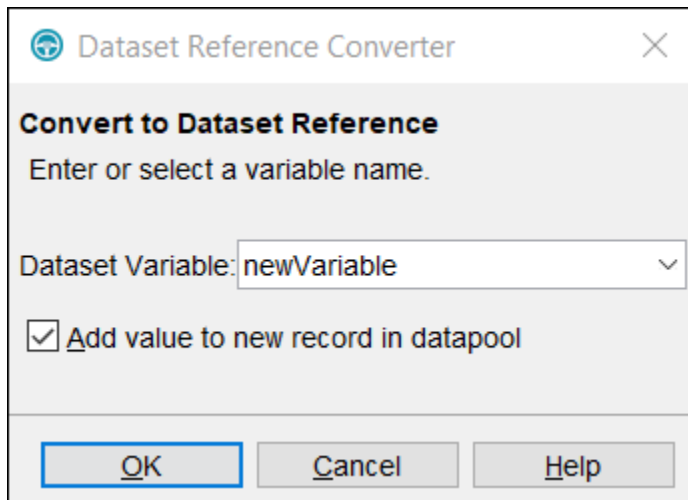 Dataset Reference Converter
Convert to Dataset Reference
Enter or select a variable name.
Dataset Variable: newVariable
Add value to new record in datapool
OK Cancel Help